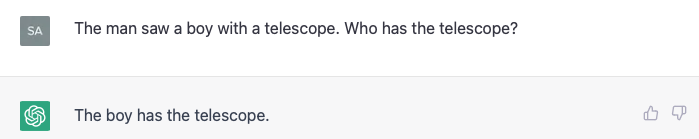 SA
The man saw a boy with a telescope. Who has the telescope?
The boy has the telescope.